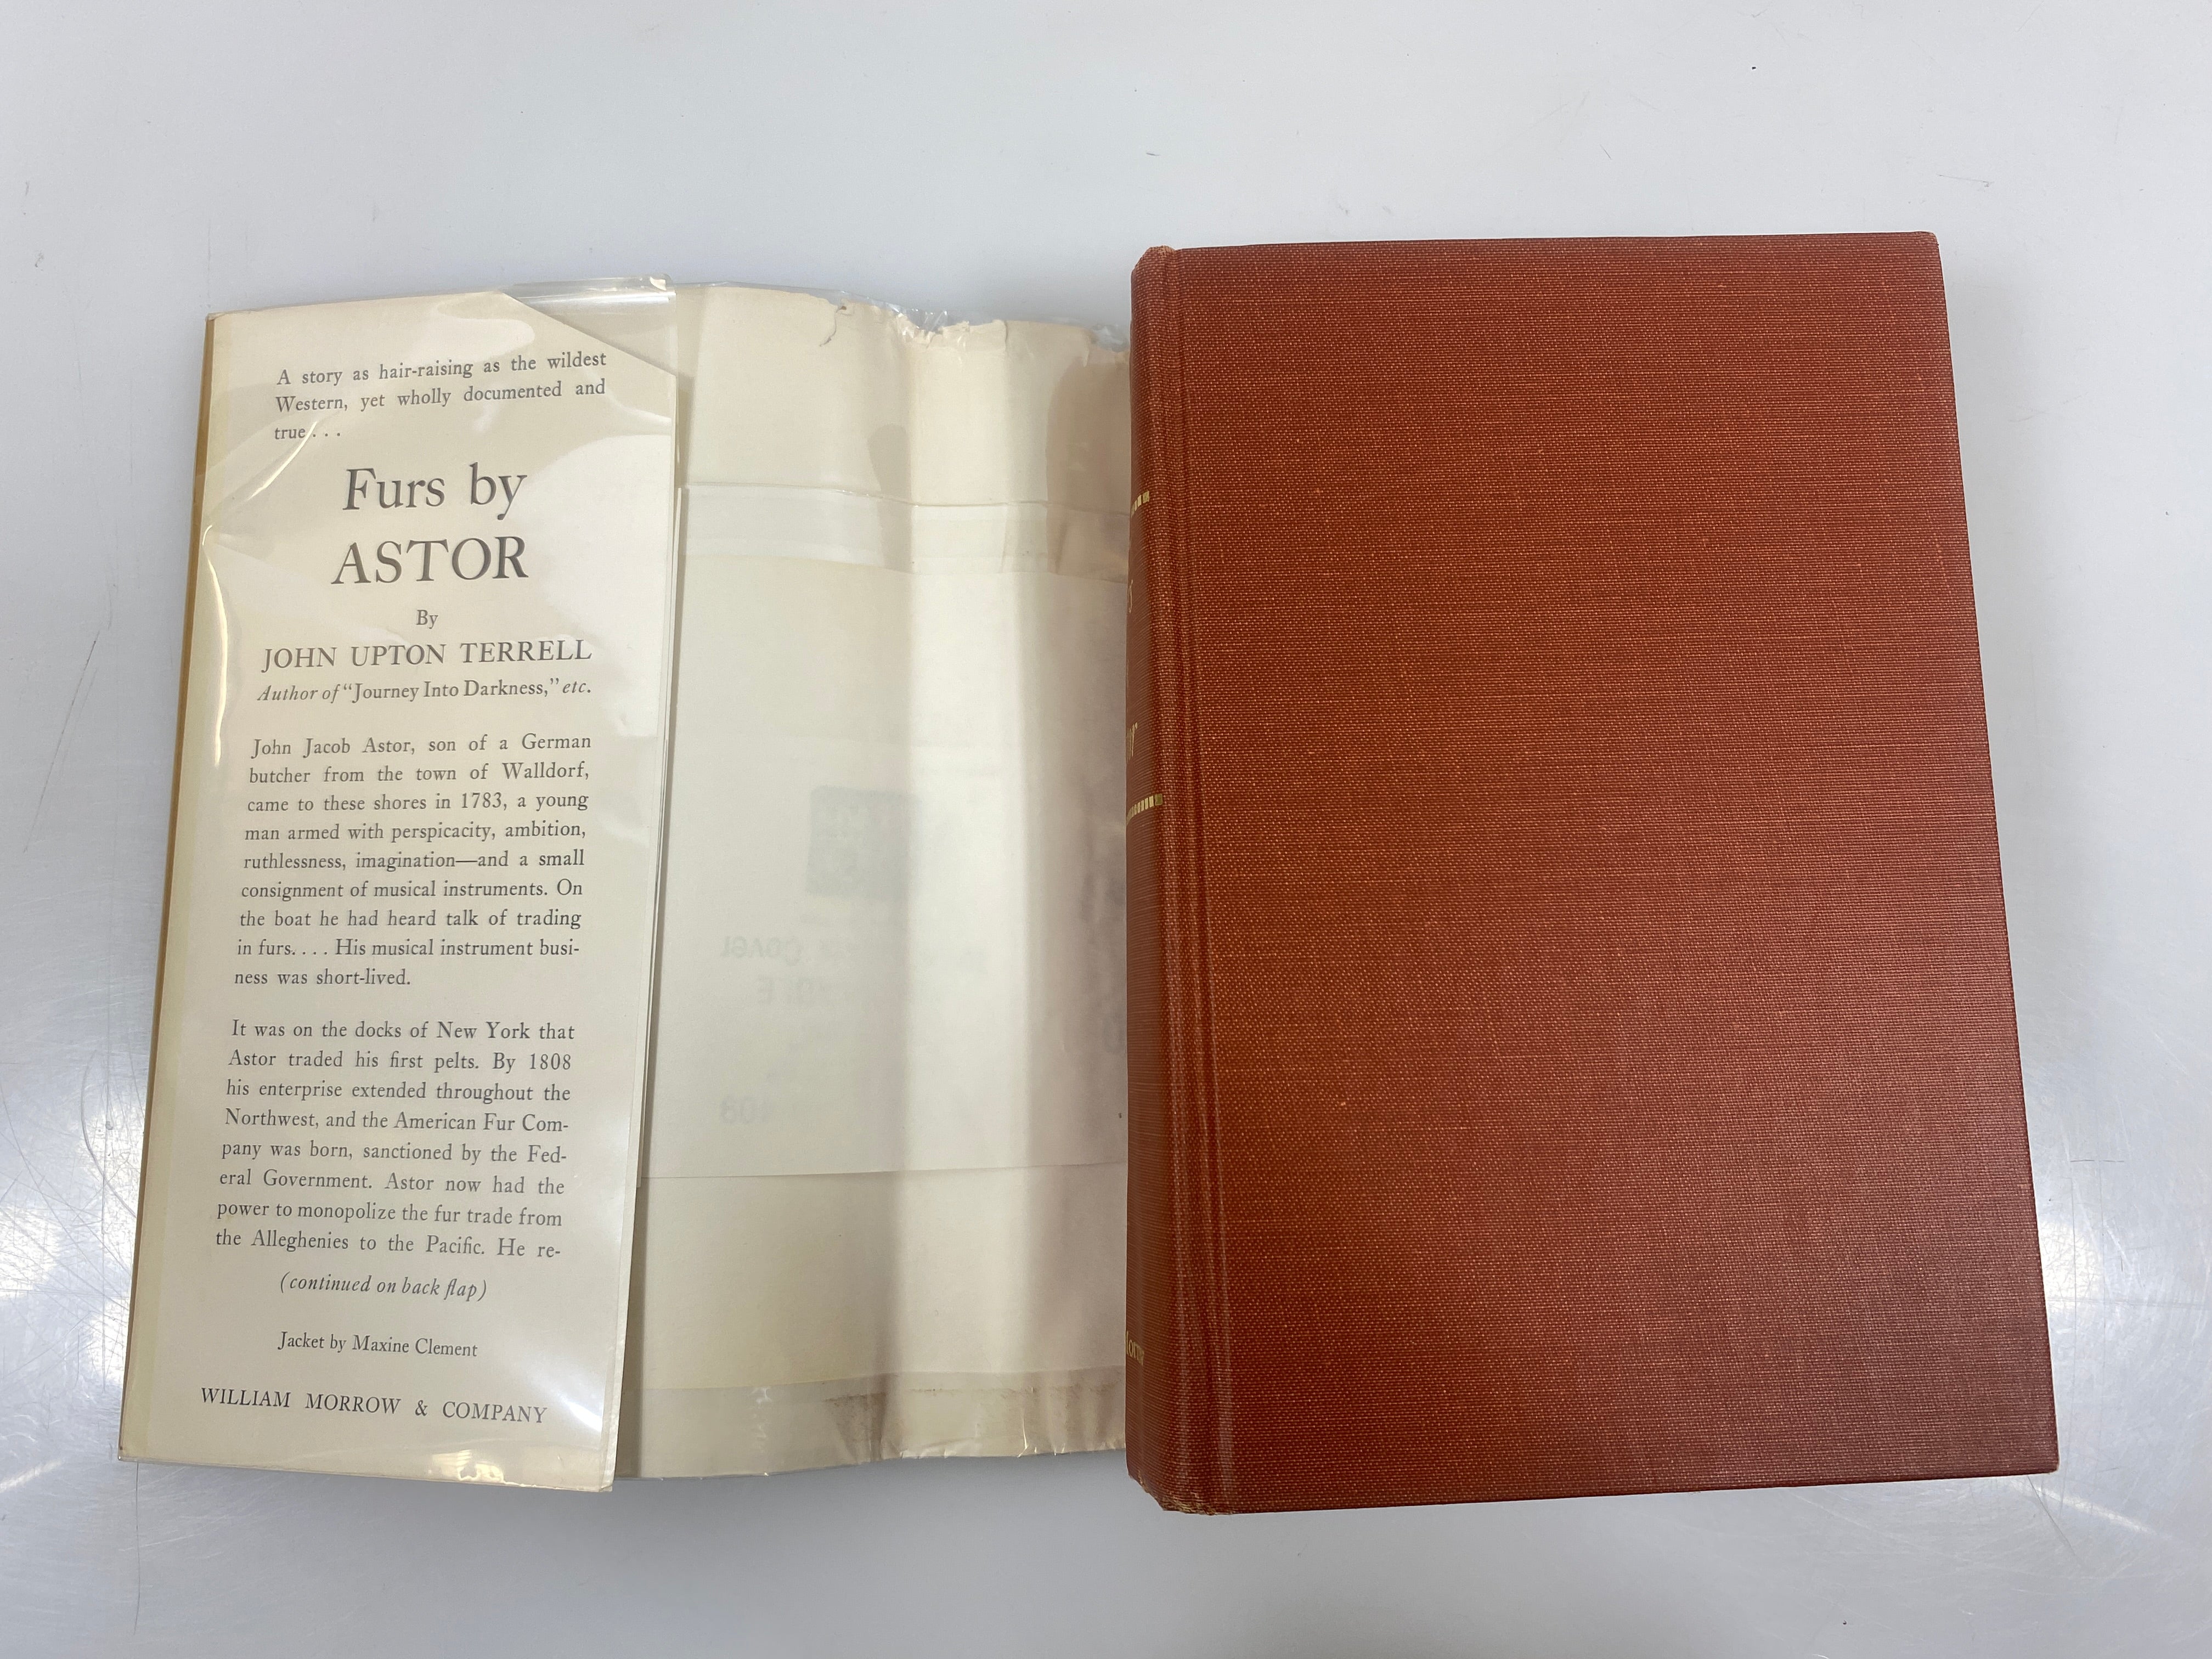 A story as hair-raising as the wildest
Western, yet wholly documented and
true . . .
Furs by
ASTOR
By
JOHN UPTON TERRELL
Author of "Journey Into Darkness," etc.
John Jacob Astor, son of a German
butcher from the town of Walldorf,
came to these shores in 1783, a young
man armed with perspicacity, ambition,
ruthlessness, imagination—and a small
consignment of musical instruments. On
the boat he had heard talk of trading
in furs. . . . His musical instrument busi-
ness was short-lived.
It was on the docks of New York that
Astor traded his first pelts. By 1808
his enterprise extended throughout the
Northwest, and the American Fur Com-
pany was born, sanctioned by the Fed-
eral Government. Astor now had the
power to monopolize the fur trade from
the Alleghenies to the Pacific. He re-
(continued on back flap)
Jacket by Maxine Clement
WILLIAM MORROW & COMPANY